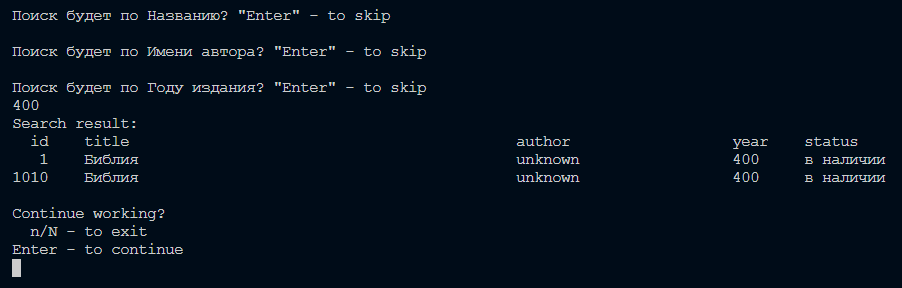 Поиск будет по Названию? "Enter" - to skip
Поиск будет по Имени автора? "Enter" - to skip
Поиск будет по Году издания? "Enter" - to skip
400
Search result:
id title author year status
1 Библия unknown 400 в наличии
1010 Библия unknown 400 в наличии
Continue working?
n/N - to exit
Enter - to continue